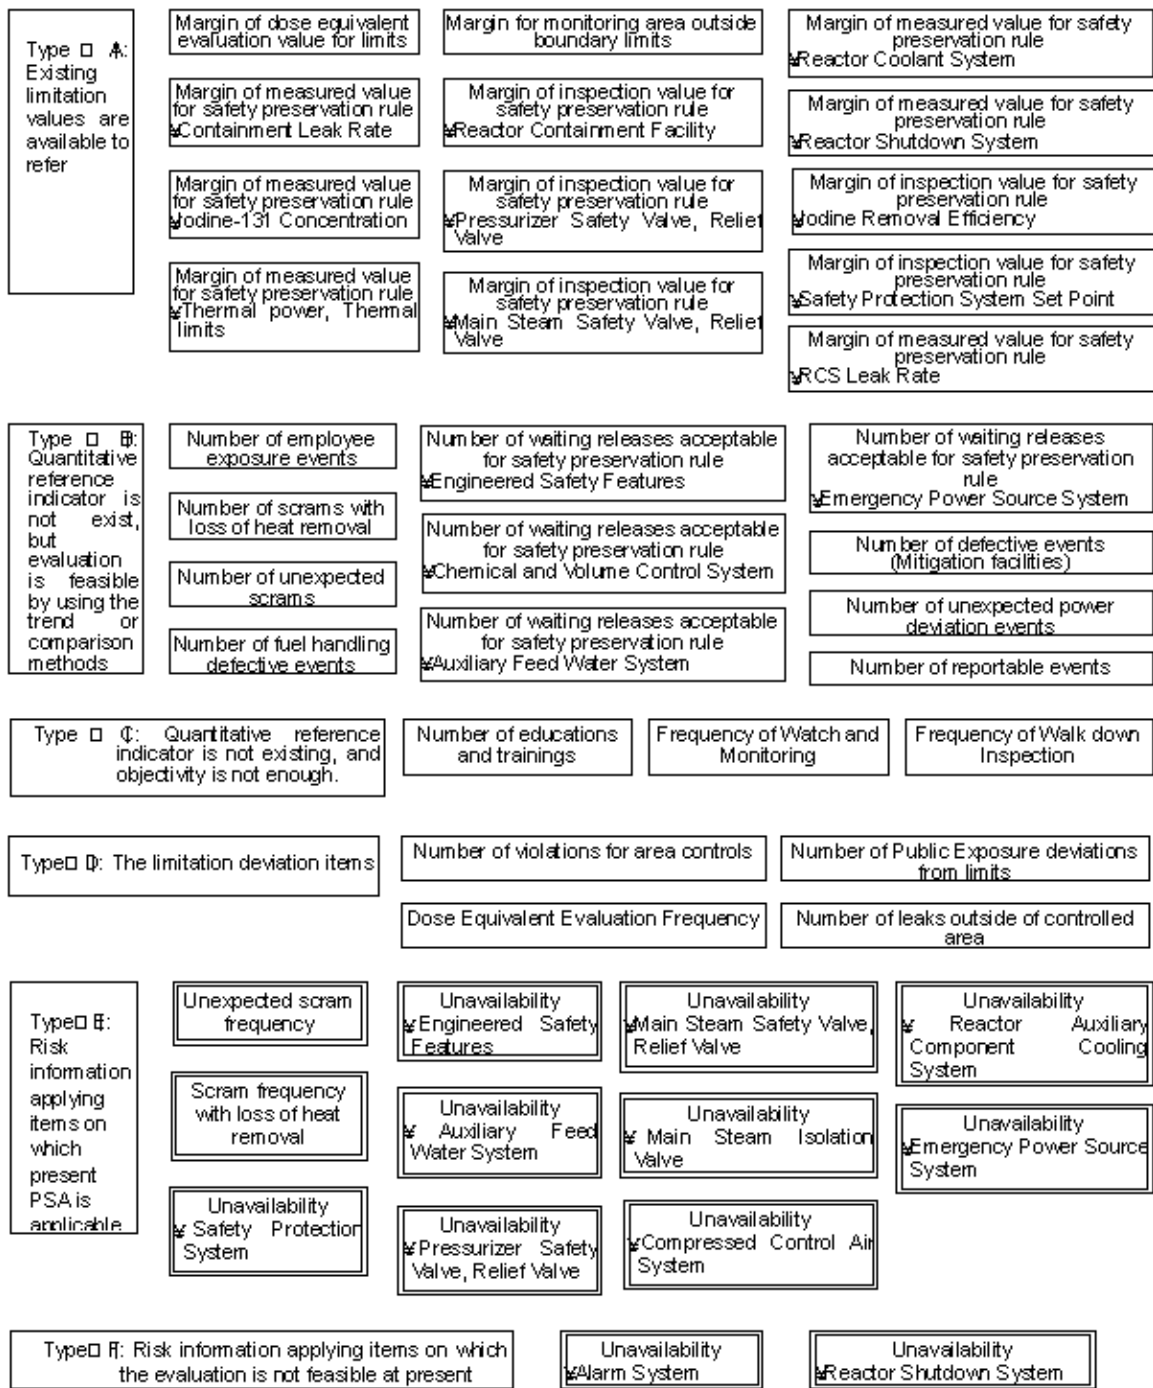 Type □ A:
Existing
limitation
values are
available to
refer
Margin of dose equivalent
evaluation value for limits
Margin for monitoring area outside
boundary limits
Margin of measured value for safety
preservation rule
¥Reactor Coolant System
Margin of measured value
for safety preservation rule
¥Containment Leak Rate
Margin of inspection value for
safety preservation rule
¥Reactor Containment Facility
Margin of measured value for safety
preservation rule
¥Reactor Shutdown System
Margin of measured value
for safety preservation rule
¥Iodine-131 Concentration
Margin of inspection value for
safety preservation rule
¥Pressurizer Safety Valve, Relief
Valve
Margin of inspection value for safety
preservation rule
¥Iodine Removal Efficiency
Margin of measured value
for safety preservation rule
¥Thermal power, Thermal
limits
Margin of inspection value for
safety preservation rule
¥Main Steam Safety Valve, Relief
Valve
Margin of inspection value for safety
preservation rule
¥Safety Protection System Set Point
Margin of measured value for safety
preservation rule
¥RCS Leak Rate
Type □ B:
Quantitative
reference
indicator is
not exist,
but
evaluation
is feasible
by using the
trend or
comparison
methods
Number of employee
exposure events
Number of waiting releases acceptable
for safety preservation rule
¥Engineered Safety Features
Number of waiting releases
acceptable for safety preservation
rule
¥Emergency Power Source System
Number of scrams with
loss of heat removal
Number of waiting releases acceptable
for safety preservation rule
¥Chemical and Volume Control System
Number of defective events
(Mitigation facilities)
Number of unexpected
scrams
Number of unexpected power
deviation events
Number of fuel handling
defective events
Number of waiting releases acceptable
for safety preservation rule
¥Auxiliary Feed Water System
Number of reportable events
Type □ C: Quantitative reference
indicator is not existing, and
objectivity is not enough.
Number of educations
and trainings
Frequency of Watch and
Monitoring
Frequency of Walk down
Inspection
Type□ D: The limitation deviation items
Number of violations for area controls
Number of Public Exposure deviations
from limits
Dose Equivalent Evaluation Frequency
Number of leaks outside of controlled
area
Type□ E:
Risk
information
applying
items on
which
present
PSA is
applicable
Unexpected scram
frequency
Unavailability
¥Engineered Safety
Features
Unavailability
¥Main Steam Safety Valve,
Relief Valve
Unavailability
¥ Reactor Auxiliary
Component Cooling
System
Scram frequency
with loss of heat
removal
Unavailability
¥ Auxiliary Feed
Water System
Unavailability
¥ Main Steam Isolation
Valve
Unavailability
¥Emergency Power Source
System
Unavailability
¥ Safety Protection
System
Unavailability
¥Pressurizer Safety
Valve, Relief Valve
Unavailability
¥Compressed Control Air
System
Type□ F: Risk information applying items on which
the evaluation is not feasible at present
Unavailability
¥Alarm System
Unavailability
¥Reactor Shutdown System